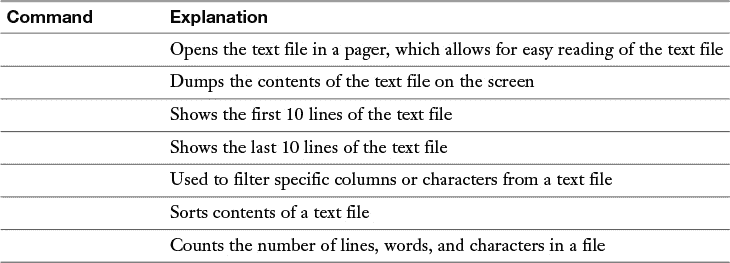 Command Explanation
Opens the text file in a pager, which allows for easy reading of the text file
Dumps the contents of the text file on the screen
Shows the first 10 lines of the text file
Shows the last 10 lines of the text file
Used to filter specific columns or characters from a text file
Sorts contents of a text file
Counts the number of lines, words, and characters in a file